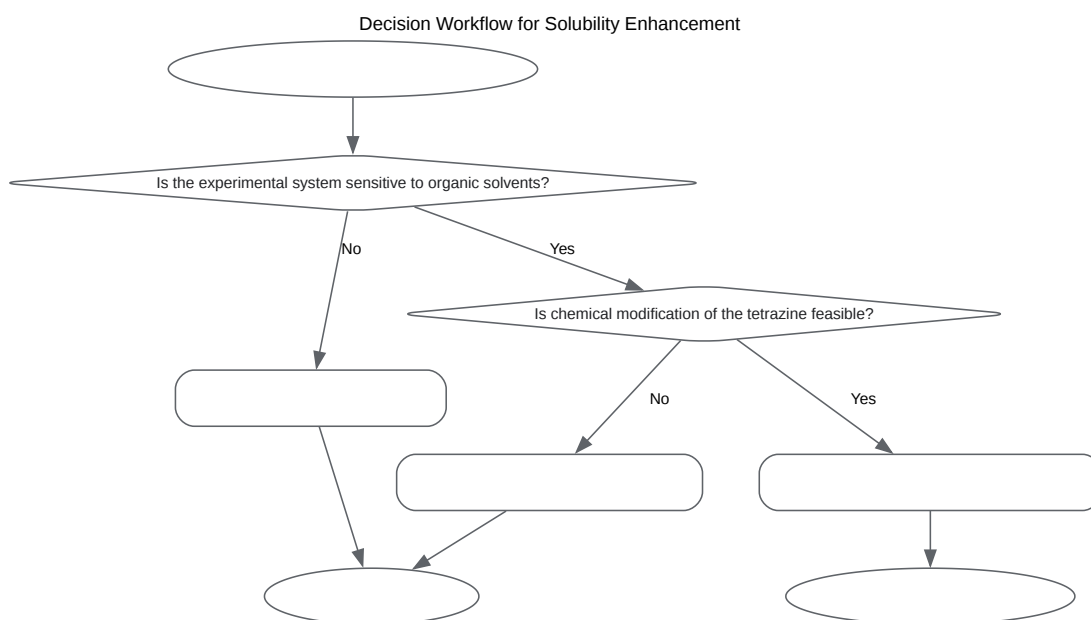 Decision Workflow for Solubility Enhancement
Is the experimental system sensitive to organic solvents?
No
Yes
Is chemical modification of the tetrazine feasible?
No
Yes